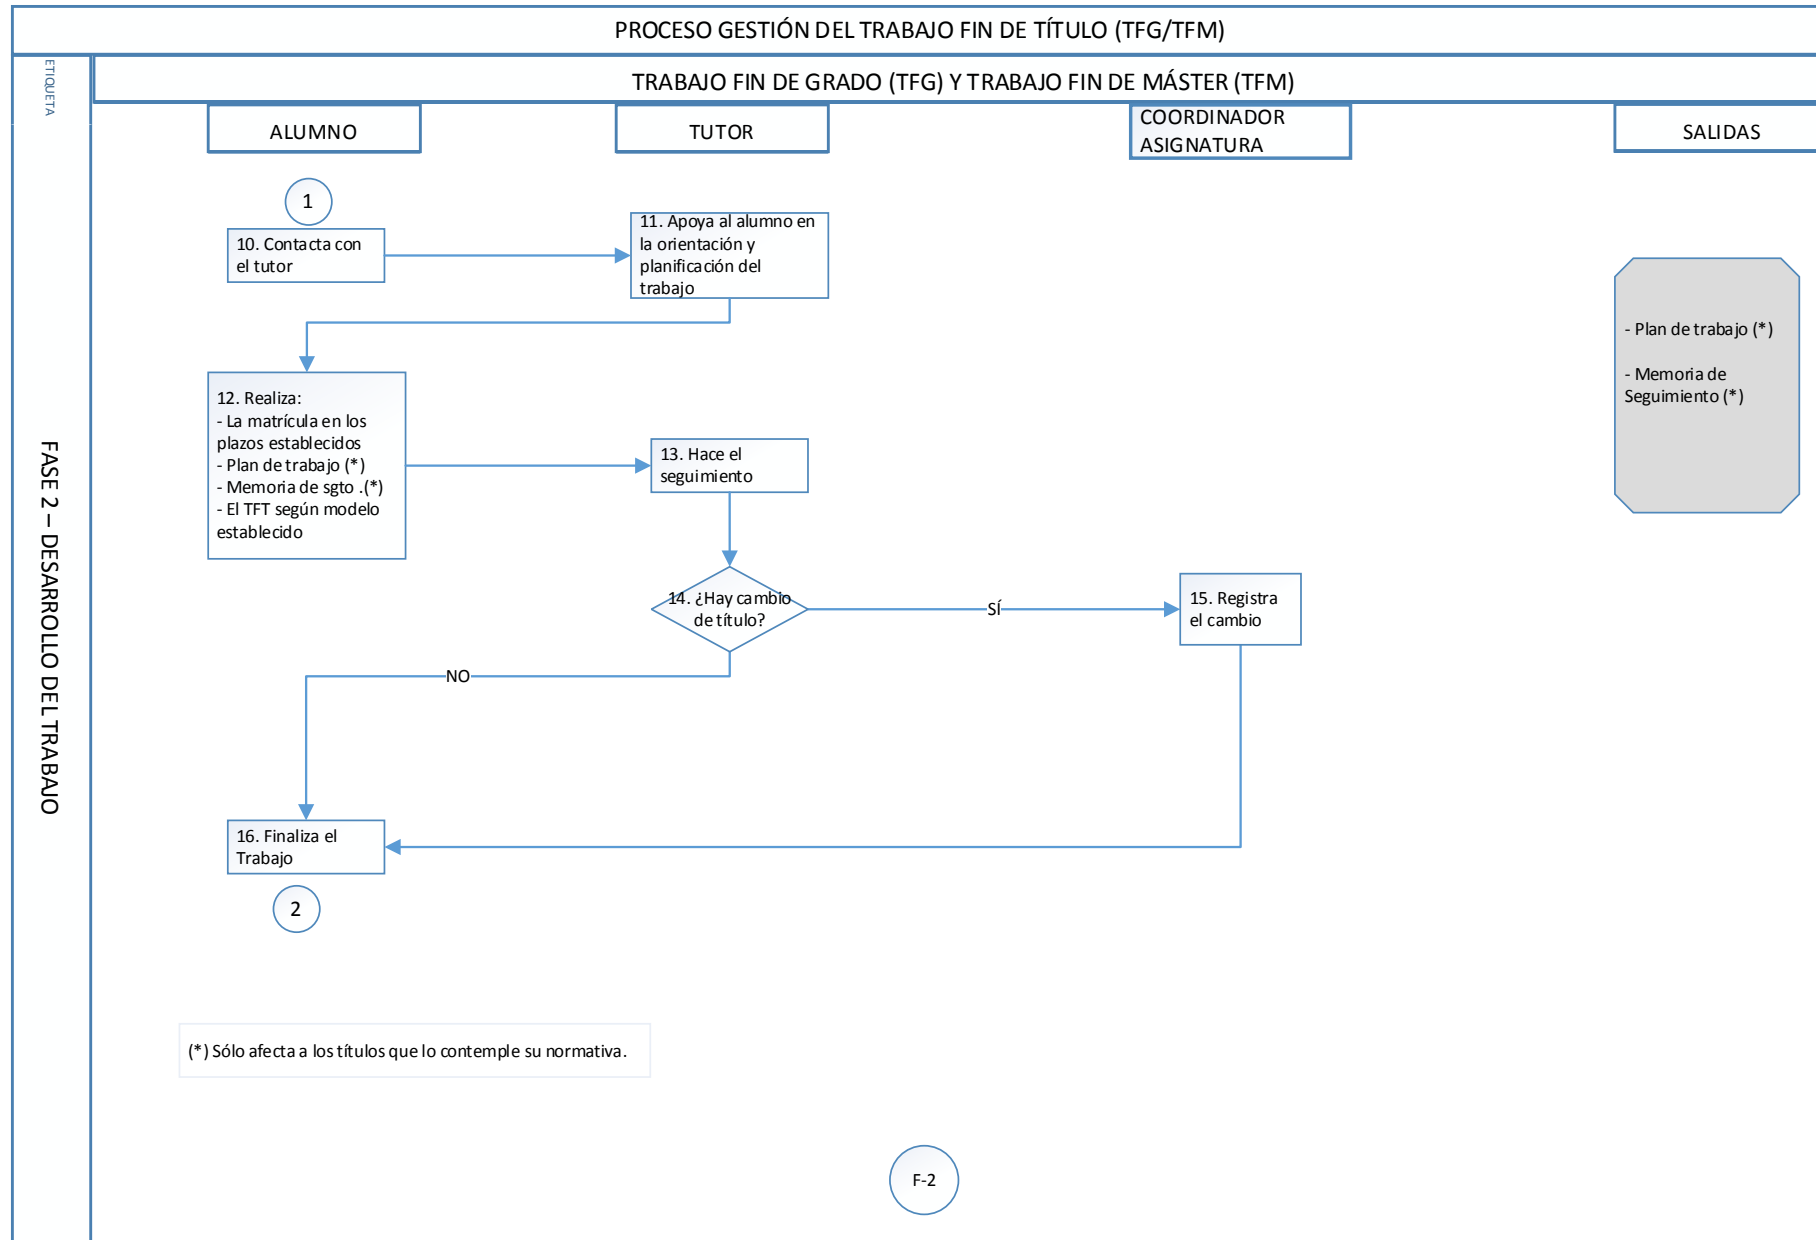 PROCESO GESTIÓN DEL TRABAJO FIN DE TÍTULO (TFG/TFM)
ETIQUETA
TRABAJO FIN DE GRADO (TFG) Y TRABAJO FIN DE MÁSTER (TFM)
ALUMNO
TUTOR
COORDINADOR
ASIGNATURA
SALIDAS
FASE 2 – DESARROLLO DEL TRABAJO
1
10. Contacta con
el tutor
11. Apoya al alumno en
la orientación y
planificación del
trabajo
- Plan de trabajo (*)
- Memoria de
Seguimiento (*)
12. Realiza:
- La matrícula en los
plazos establecidos
- Plan de trabajo (*)
- Memoria de sgto .(*)
- El TFT según modelo
establecido
13. Hace el
seguimiento
14. ¿Hay cambio
de título?
SÍ
15. Registra
el cambio
NO
16. Finaliza el
Trabajo
2
(*) Sólo afecta a los títulos que lo contemple su normativa.
F-2